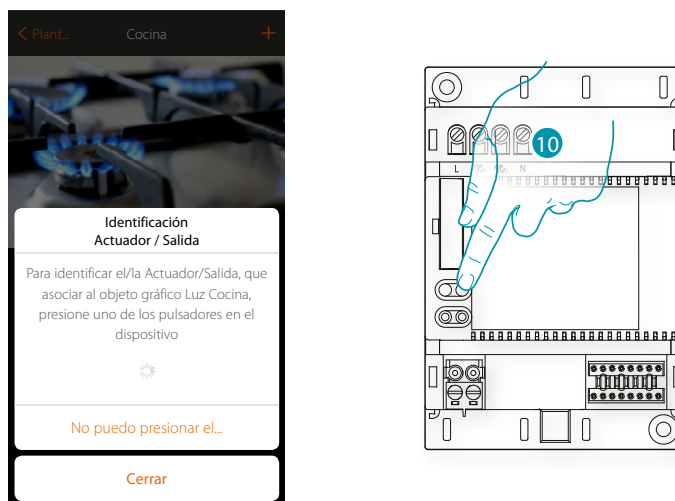 Plant... Cocina +
Identificación
Actuador / Salida
Para identificar el/la Actuador/Salida, que
asociar al objeto gráfico Luz Cocina,
presione uno de los pulsadores en el
dispositivo
No puedo presionar el...
Cerrar
10
L
N